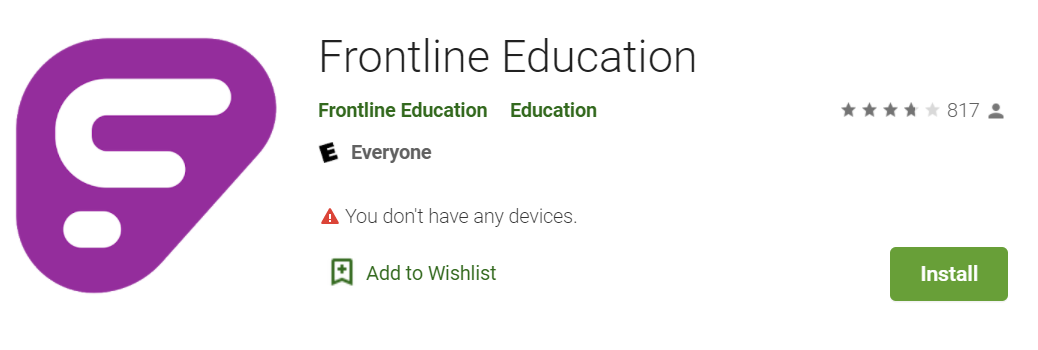 Frontline Education
Frontline Education Education 817
E Everyone
You don't have any devices.
Add to Wishlist Install